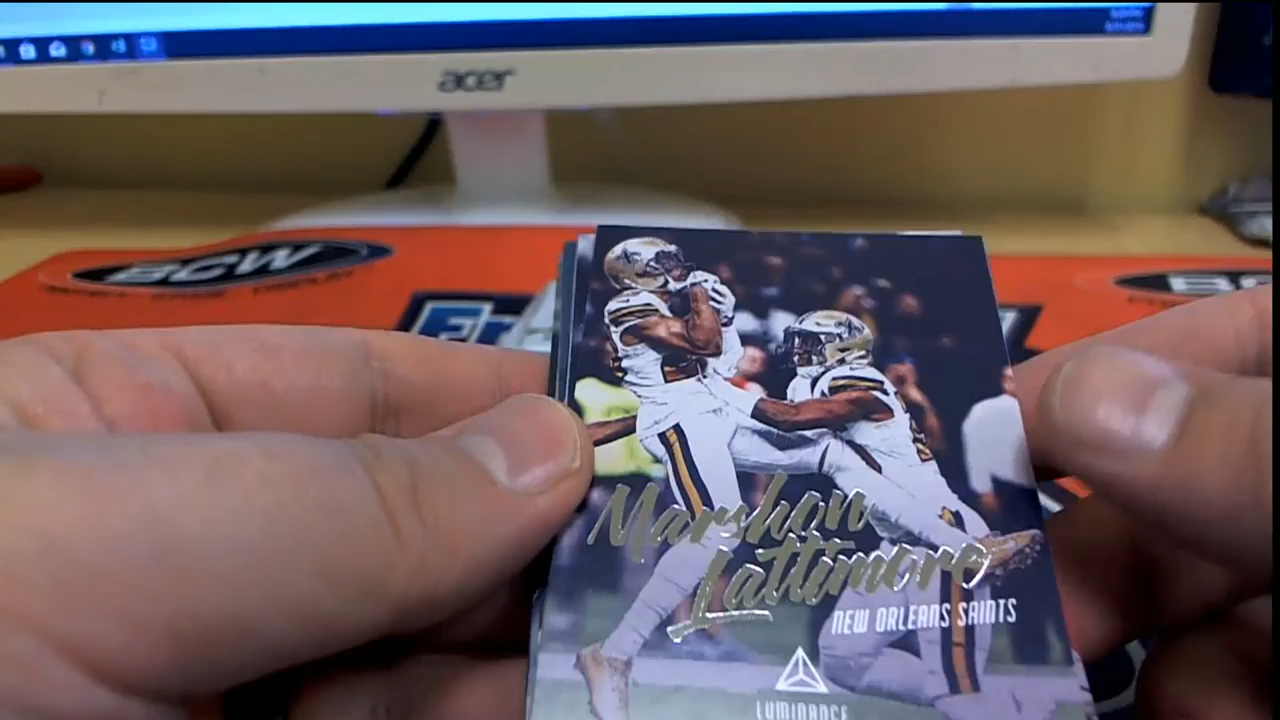 acer
BCW
Marshon
Lattimore
NEW ORLEANS SAINTS
LUMINANCE